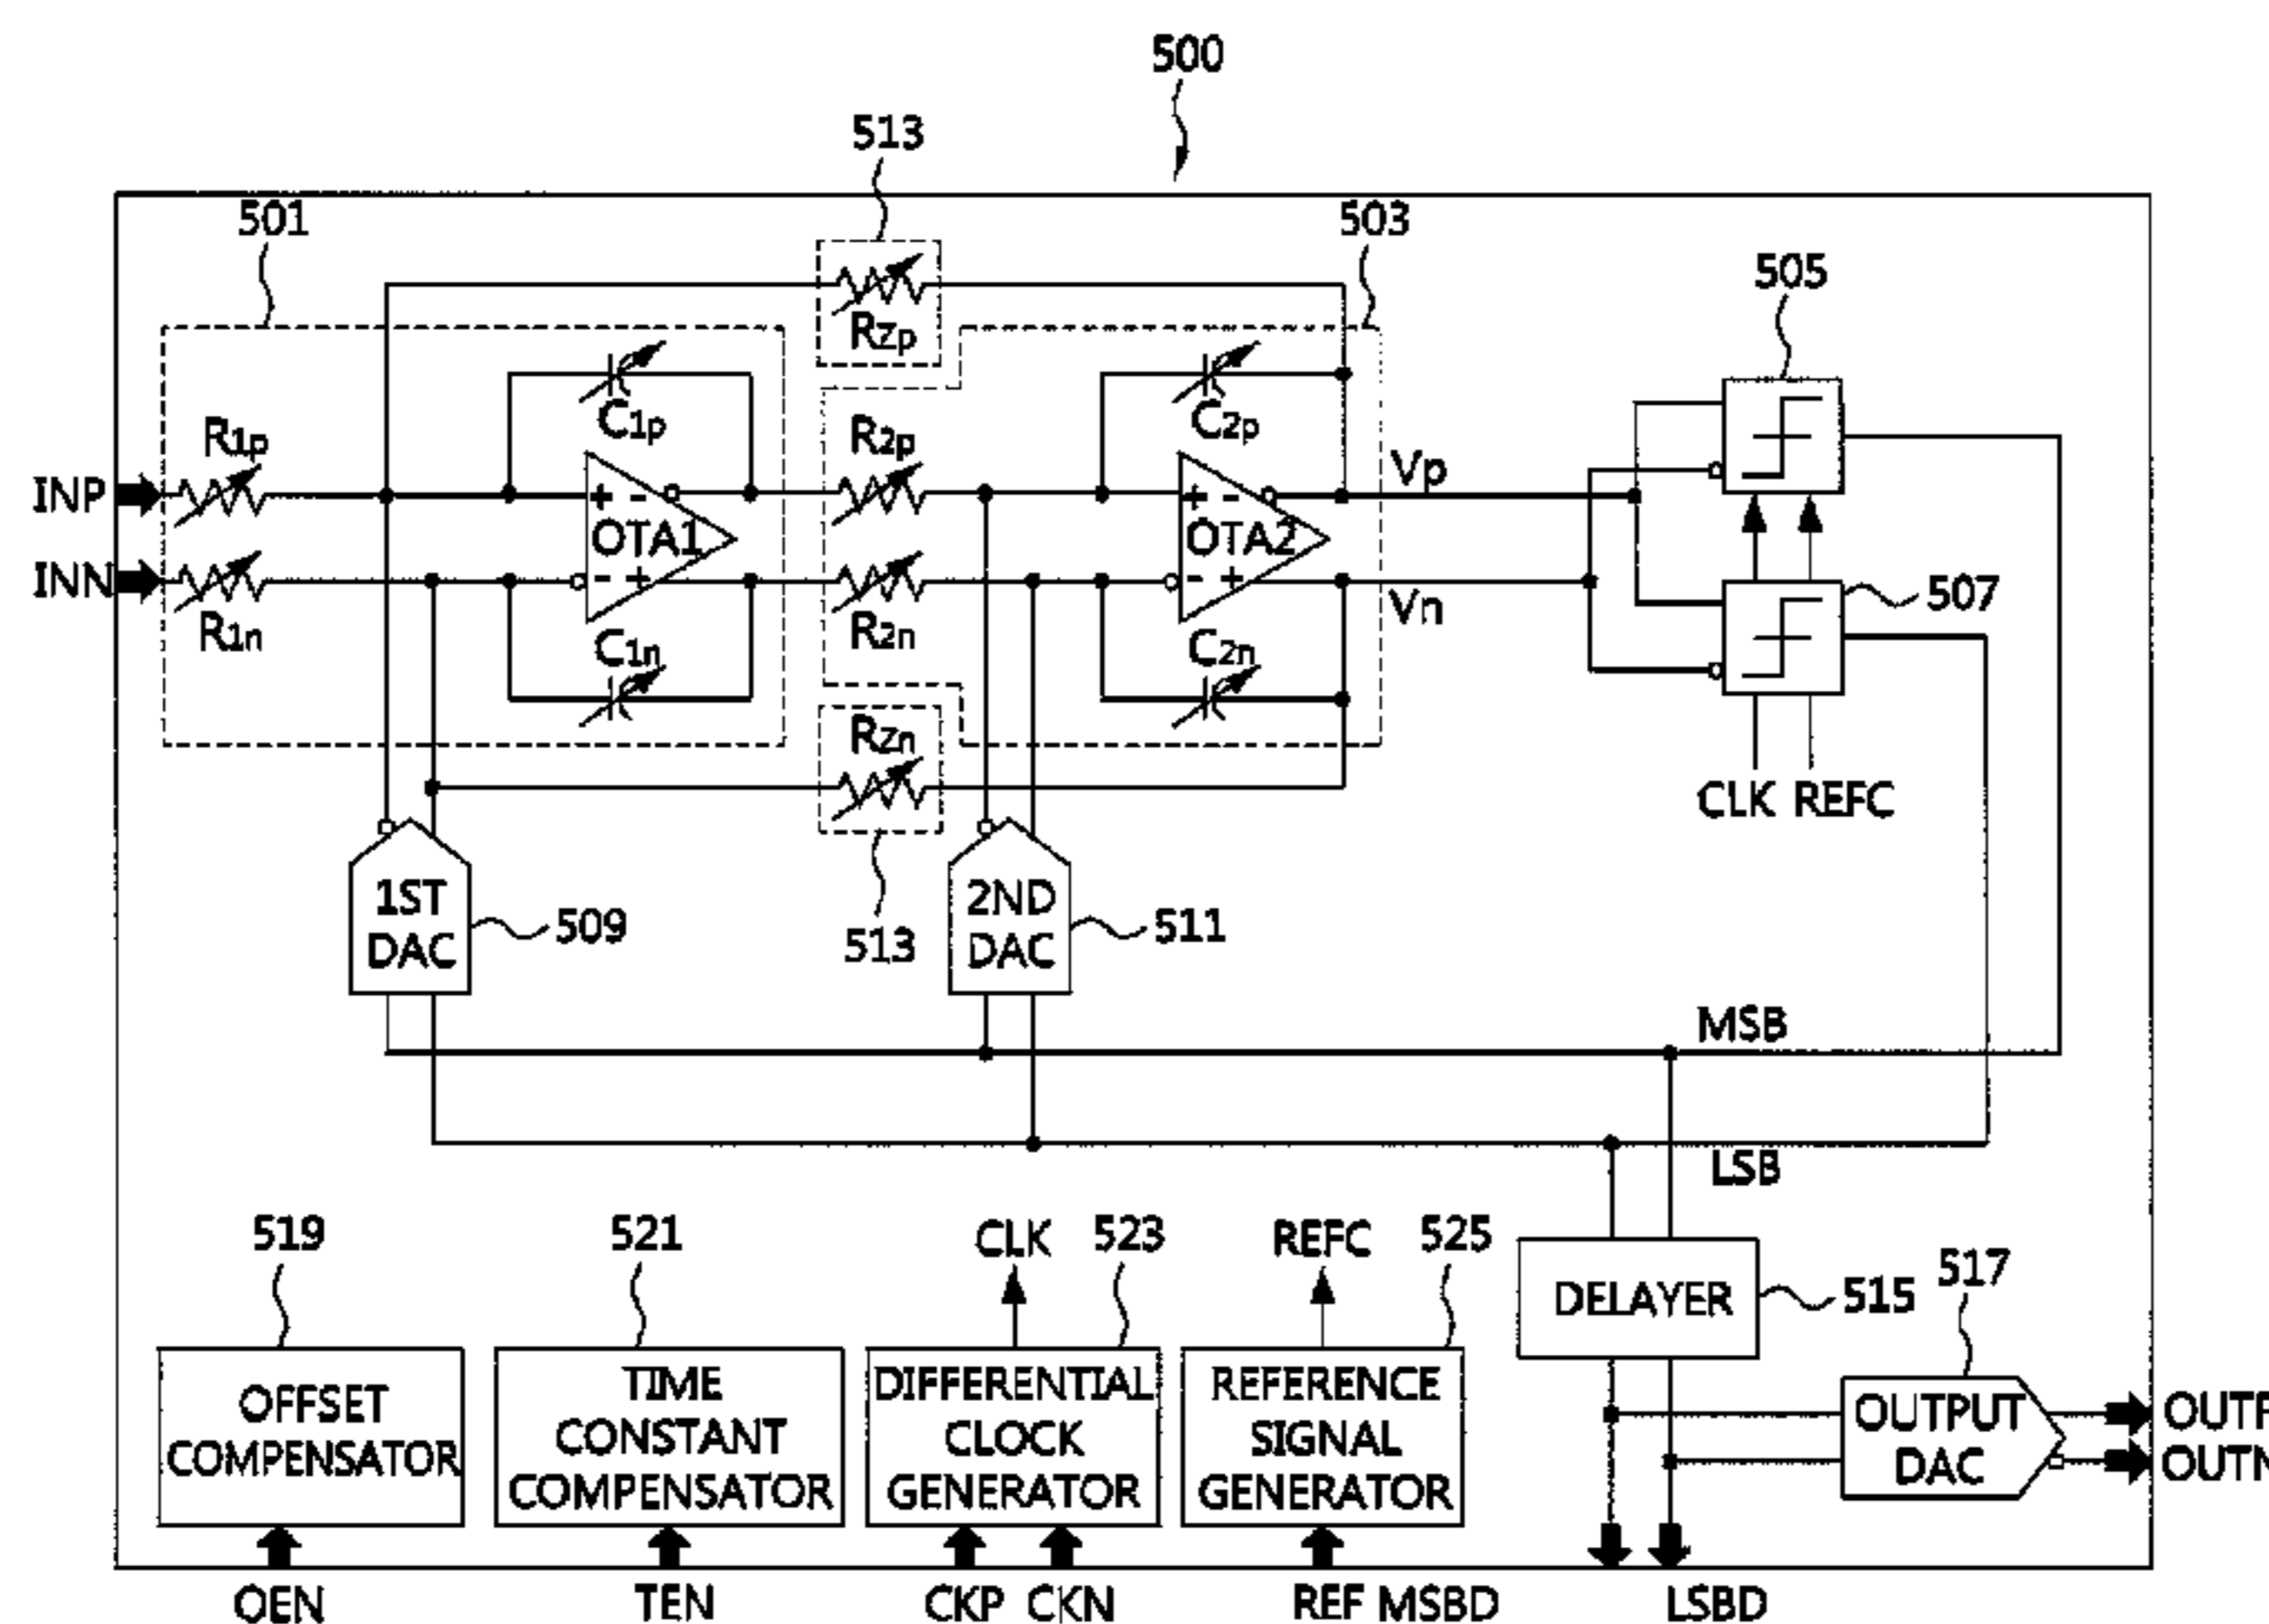 500
513
501
503
505
RZp
C1p
C2p
R1p
R2p
INP
+ -
+ -
Vp
OTA1
OTA2
INN
- +
- +
Vn
507
R1n
C1n
R2n
C2n
RZn
CLK REFC
1ST
DAC
509
513
2ND
DAC
511
MSB
LSB
519
521
CLK
523
REFC
525
DELAYER
515
517
OFFSET
COMPENSATOR
TIME
CONSTANT
COMPENSATOR
DIFFERENTIAL
CLOCK
GENERATOR
REFERENCE
SIGNAL
GENERATOR
OUTPUT
DAC
OUTP
OUTN
OEN
TEN
CKP CKN
REF MSBD
LSBD